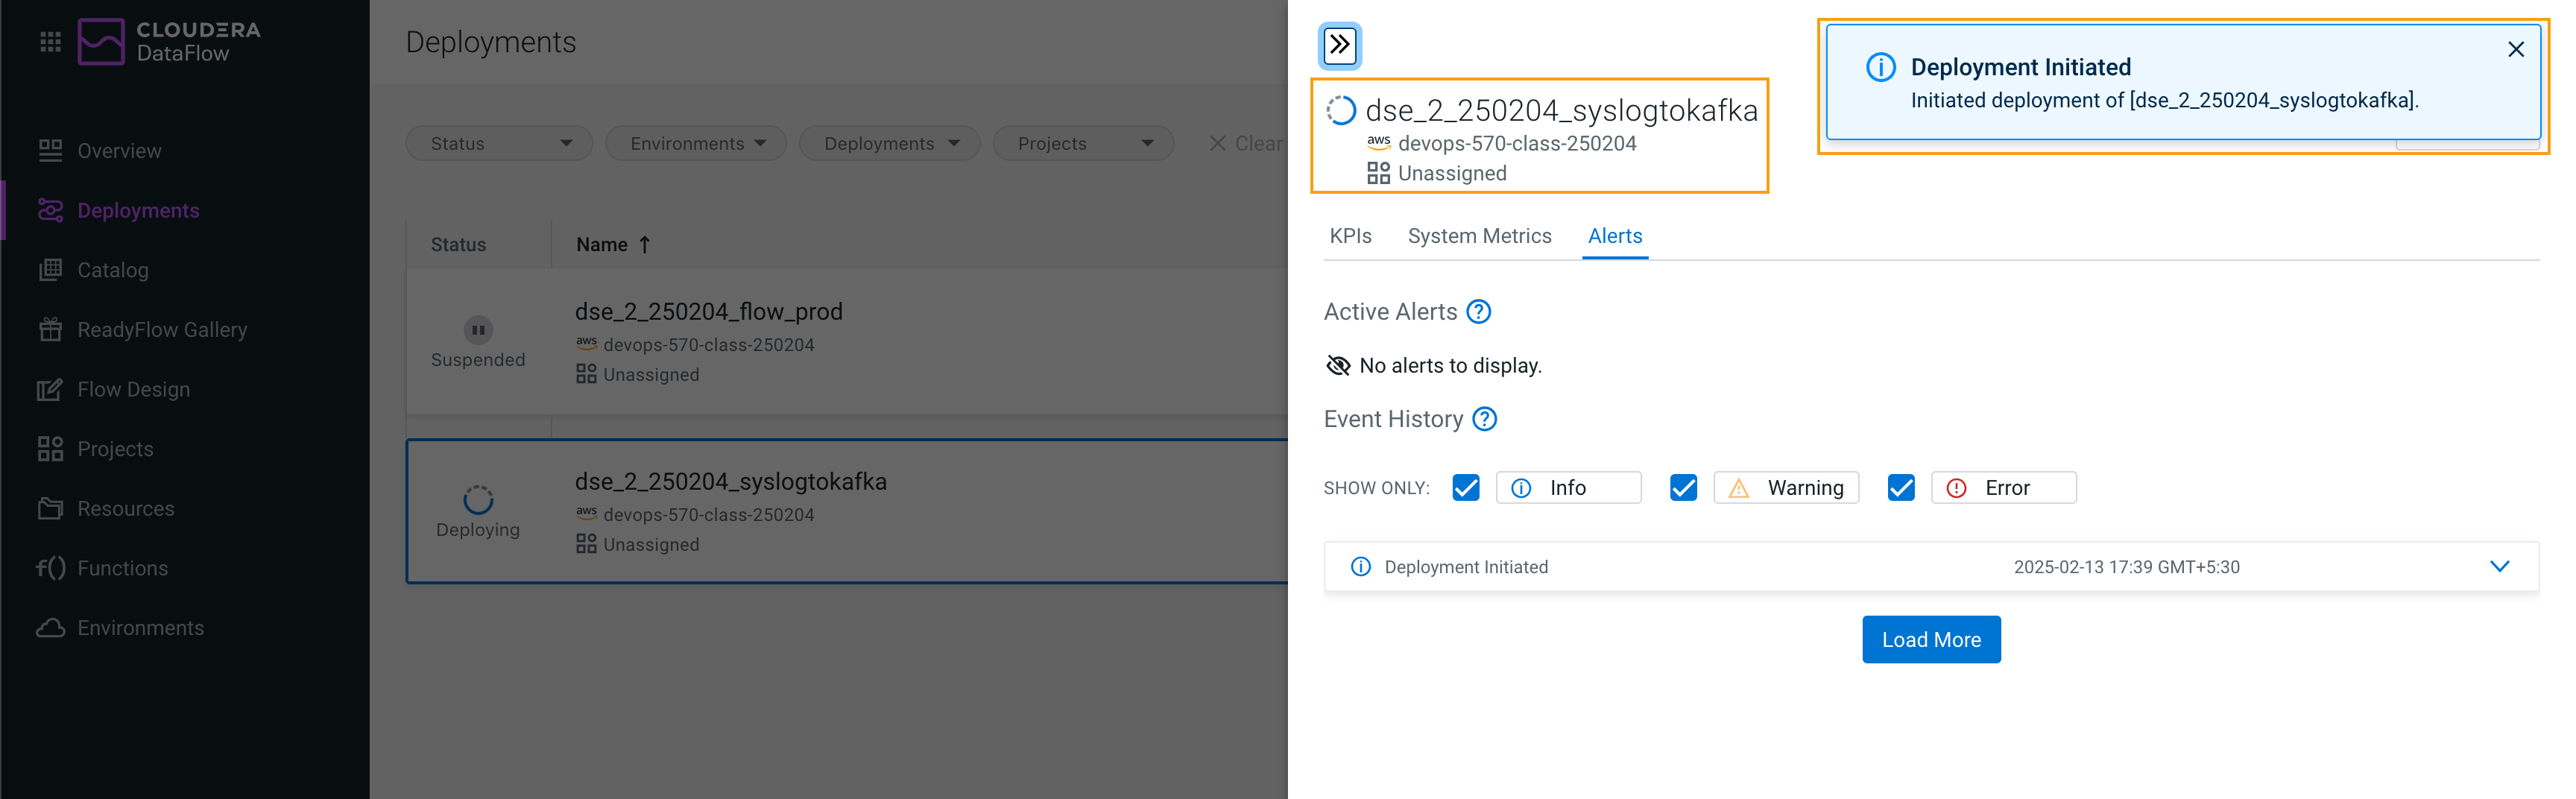 CLOUDERA
DataFlow
Overview
Deployments
Catalog
ReadyFlow Gallery
Flow Design
Projects
Resources
Functions
Environments
Deployments
Status
Environments
Deployments
Projects
Clear
Status
Name
Suspended
dse_2_250204_flow_prod
aws devops-570-class-250204
Unassigned
Deploying
dse_2_250204_syslogtokafka
aws devops-570-class-250204
Unassigned
dse_2_250204_syslogtokafka
aws devops-570-class-250204
Unassigned
Deployment Initiated
Initiated deployment of [dse_2_250204_syslogtokafka].
KPIs System Metrics Alerts
Active Alerts
No alerts to display.
Event History
SHOW ONLY: Info Warning Error
Deployment Initiated 2025-02-13 17:39 GMT+5:30
Load More